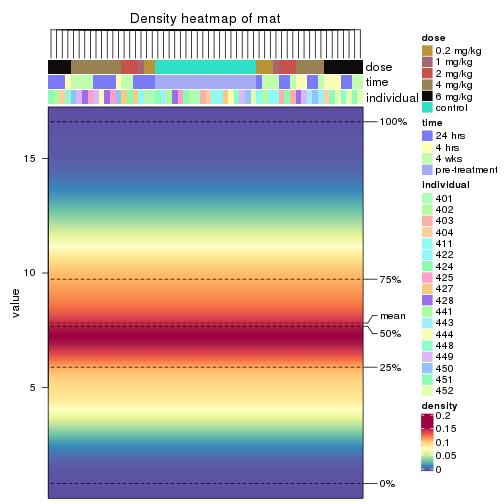 Density heatmap of mat
dose
time
individual
value
15
10
5
100%
75%
mean
50%
25%
0%
dose
0.2 mg/kg
1 mg/kg
2 mg/kg
4 mg/kg
6 mg/kg
control
time
24 hrs
4 hrs
4 wks
pre-treatment
individual
401
402
403
404
411
422
424
425
427
428
441
443
444
448
449
450
451
452
density
0.2
0.15
0.1
0.05
0